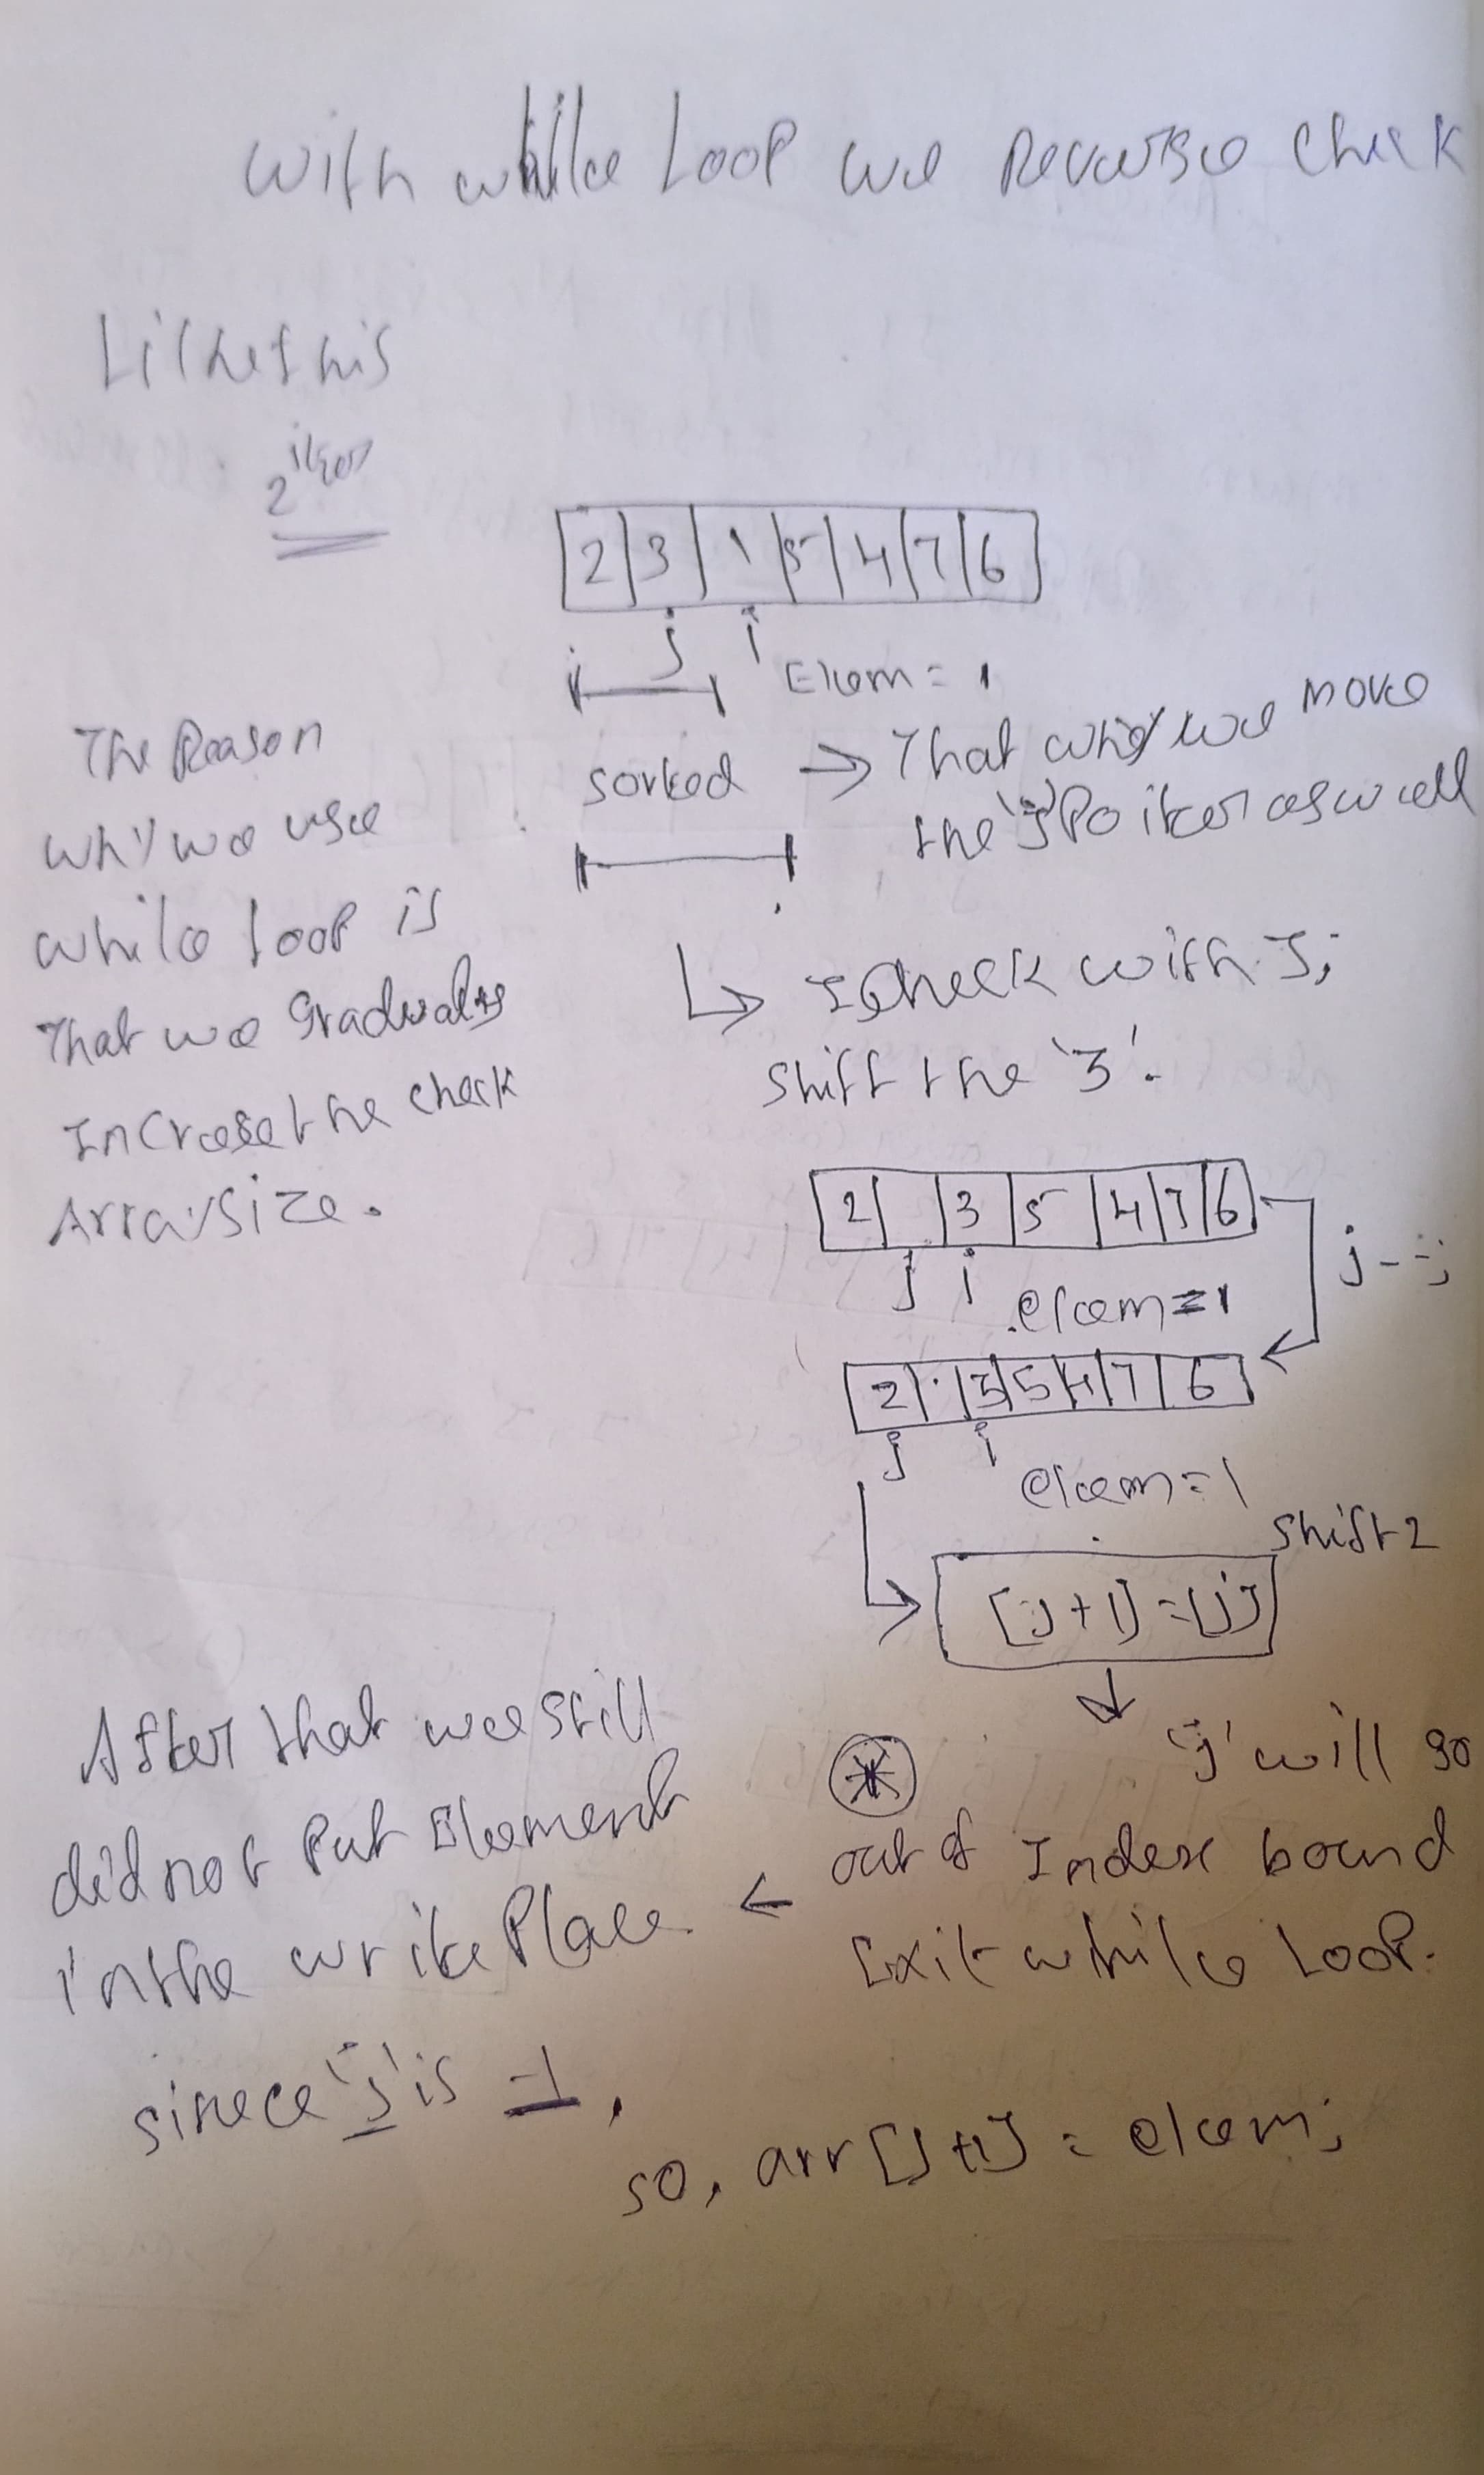 with while Loop we Reverse check
Like this
2 iter
2 3 1 5 4 7 6
j i
Elem = 1
The Reason
why we use
while loop is
That we Gradually
Increase the check
Array size.
sorted → That why we move
the 'j' Poiter as well
↳ I check with J;
Shift the '3'.
2 3 5 4 7 6
j i
elem = 1
j--;
2 3 5 4 7 6
j i
elem = 1
Shift 2
[j+1] = [j]
'j' will go
out of Index bound
Exit while Loop.
After that we still
did not Put Element
in the write Place.
sinece 'j' is -1,
so, arr[J+1] = elem;